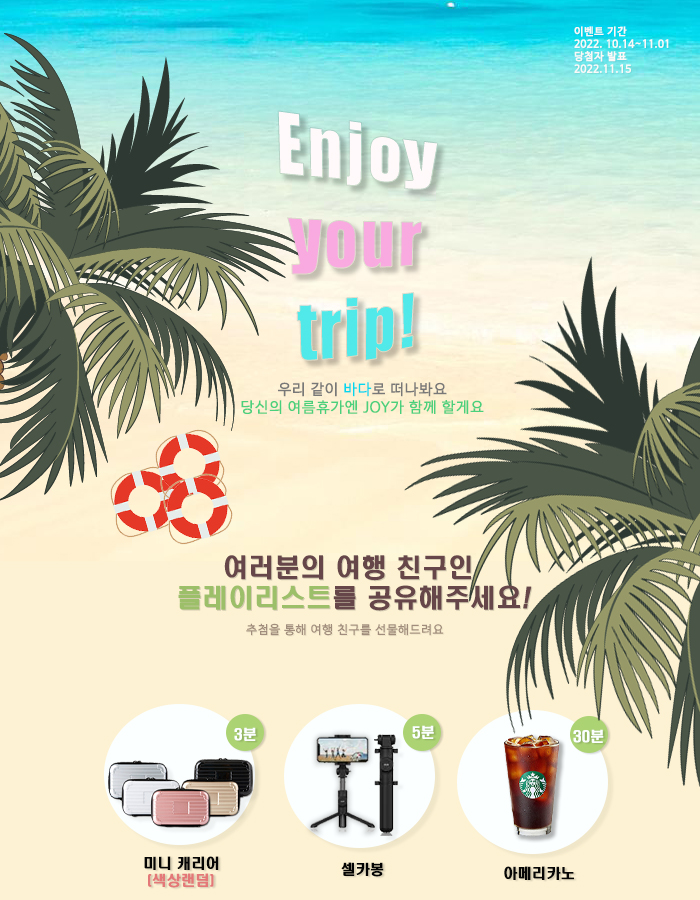 이벤트 기간
2022. 10.14~11.01
당첨자 발표
2022.11.15
Enjoy
your
trip!
우리 같이 바다로 떠나봐요
당신의 여름휴가엔 JOY가 함께 할게요
여러분의 여행 친구인
플레이리스트를 공유해주세요!
추첨을 통해 여행 친구를 선물해드려요
3분
5분
30분
미니 캐리어
[색상랜덤]
셀카봉
아메리카노